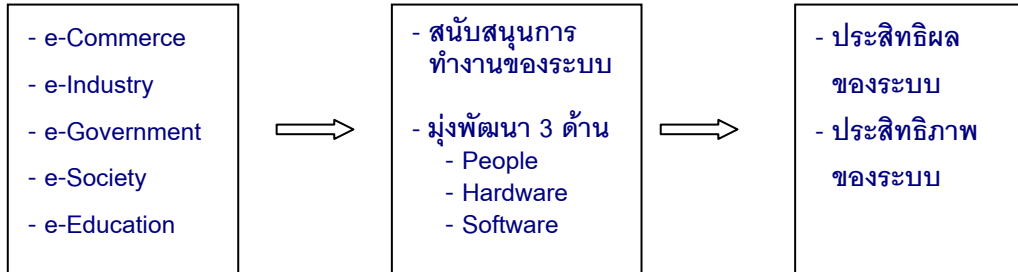 - e-Commerce
- e-Industry
- e-Government
- e-Society
- e-Education
- สนับสนุนการ
ทำงานของระบบ
- มุ่งพัฒนา 3 ด้าน
- People
- Hardware
- Software
- ประสิทธิผล
ของระบบ
- ประสิทธิภาพ
ของระบบ